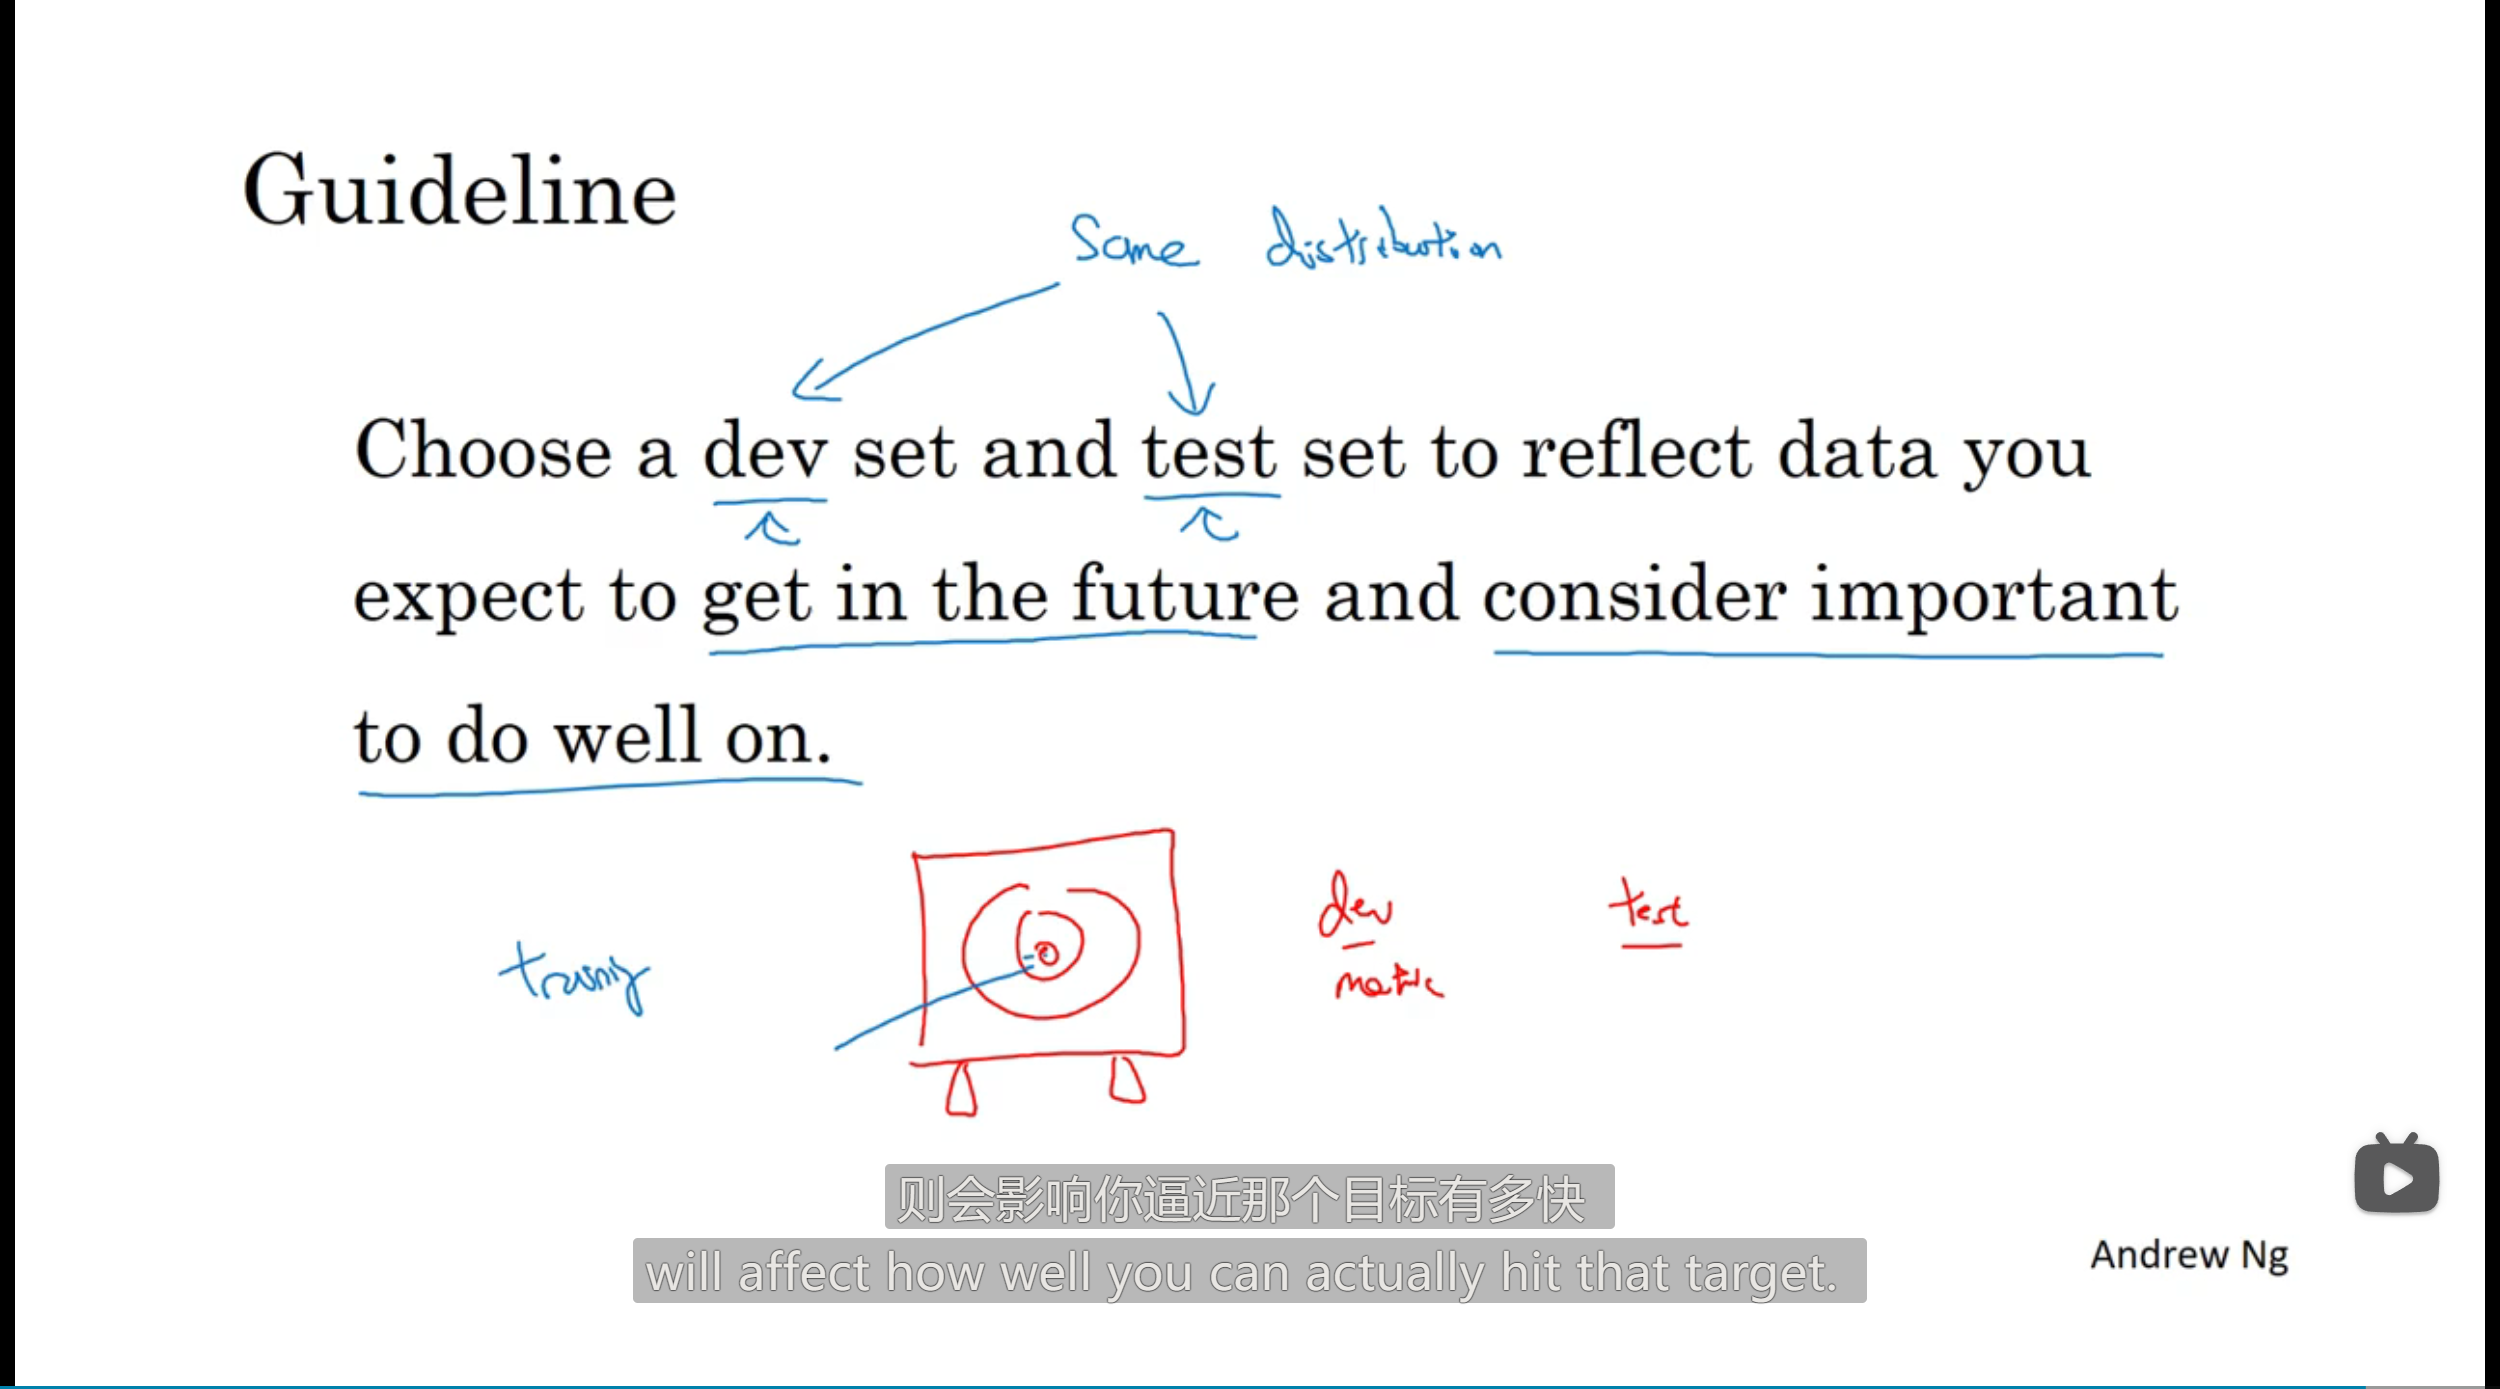 Guideline
Same distribution
Choose a dev set and test set to reflect data you
expect to get in the future and consider important
to do well on.
training
dev
metric
test
则会影响你逼近那个目标有多快
will affect how well you can actually hit that target.
Andrew Ng